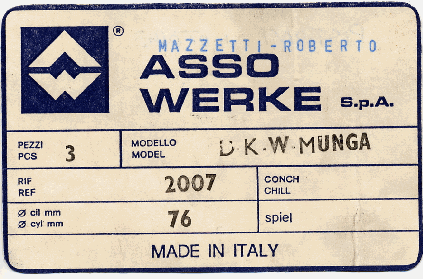 ®
MAZZETTI-ROBERTO
ASSO
WERKE S.p.A.
PEZZI
PCS 3
MODELLO
MODEL D.K.W.MUNGA
RIF
REF 2007
CONCH
CHILL
Ø cil mm
Ø cyl mm 76
spiel
MADE IN ITALY